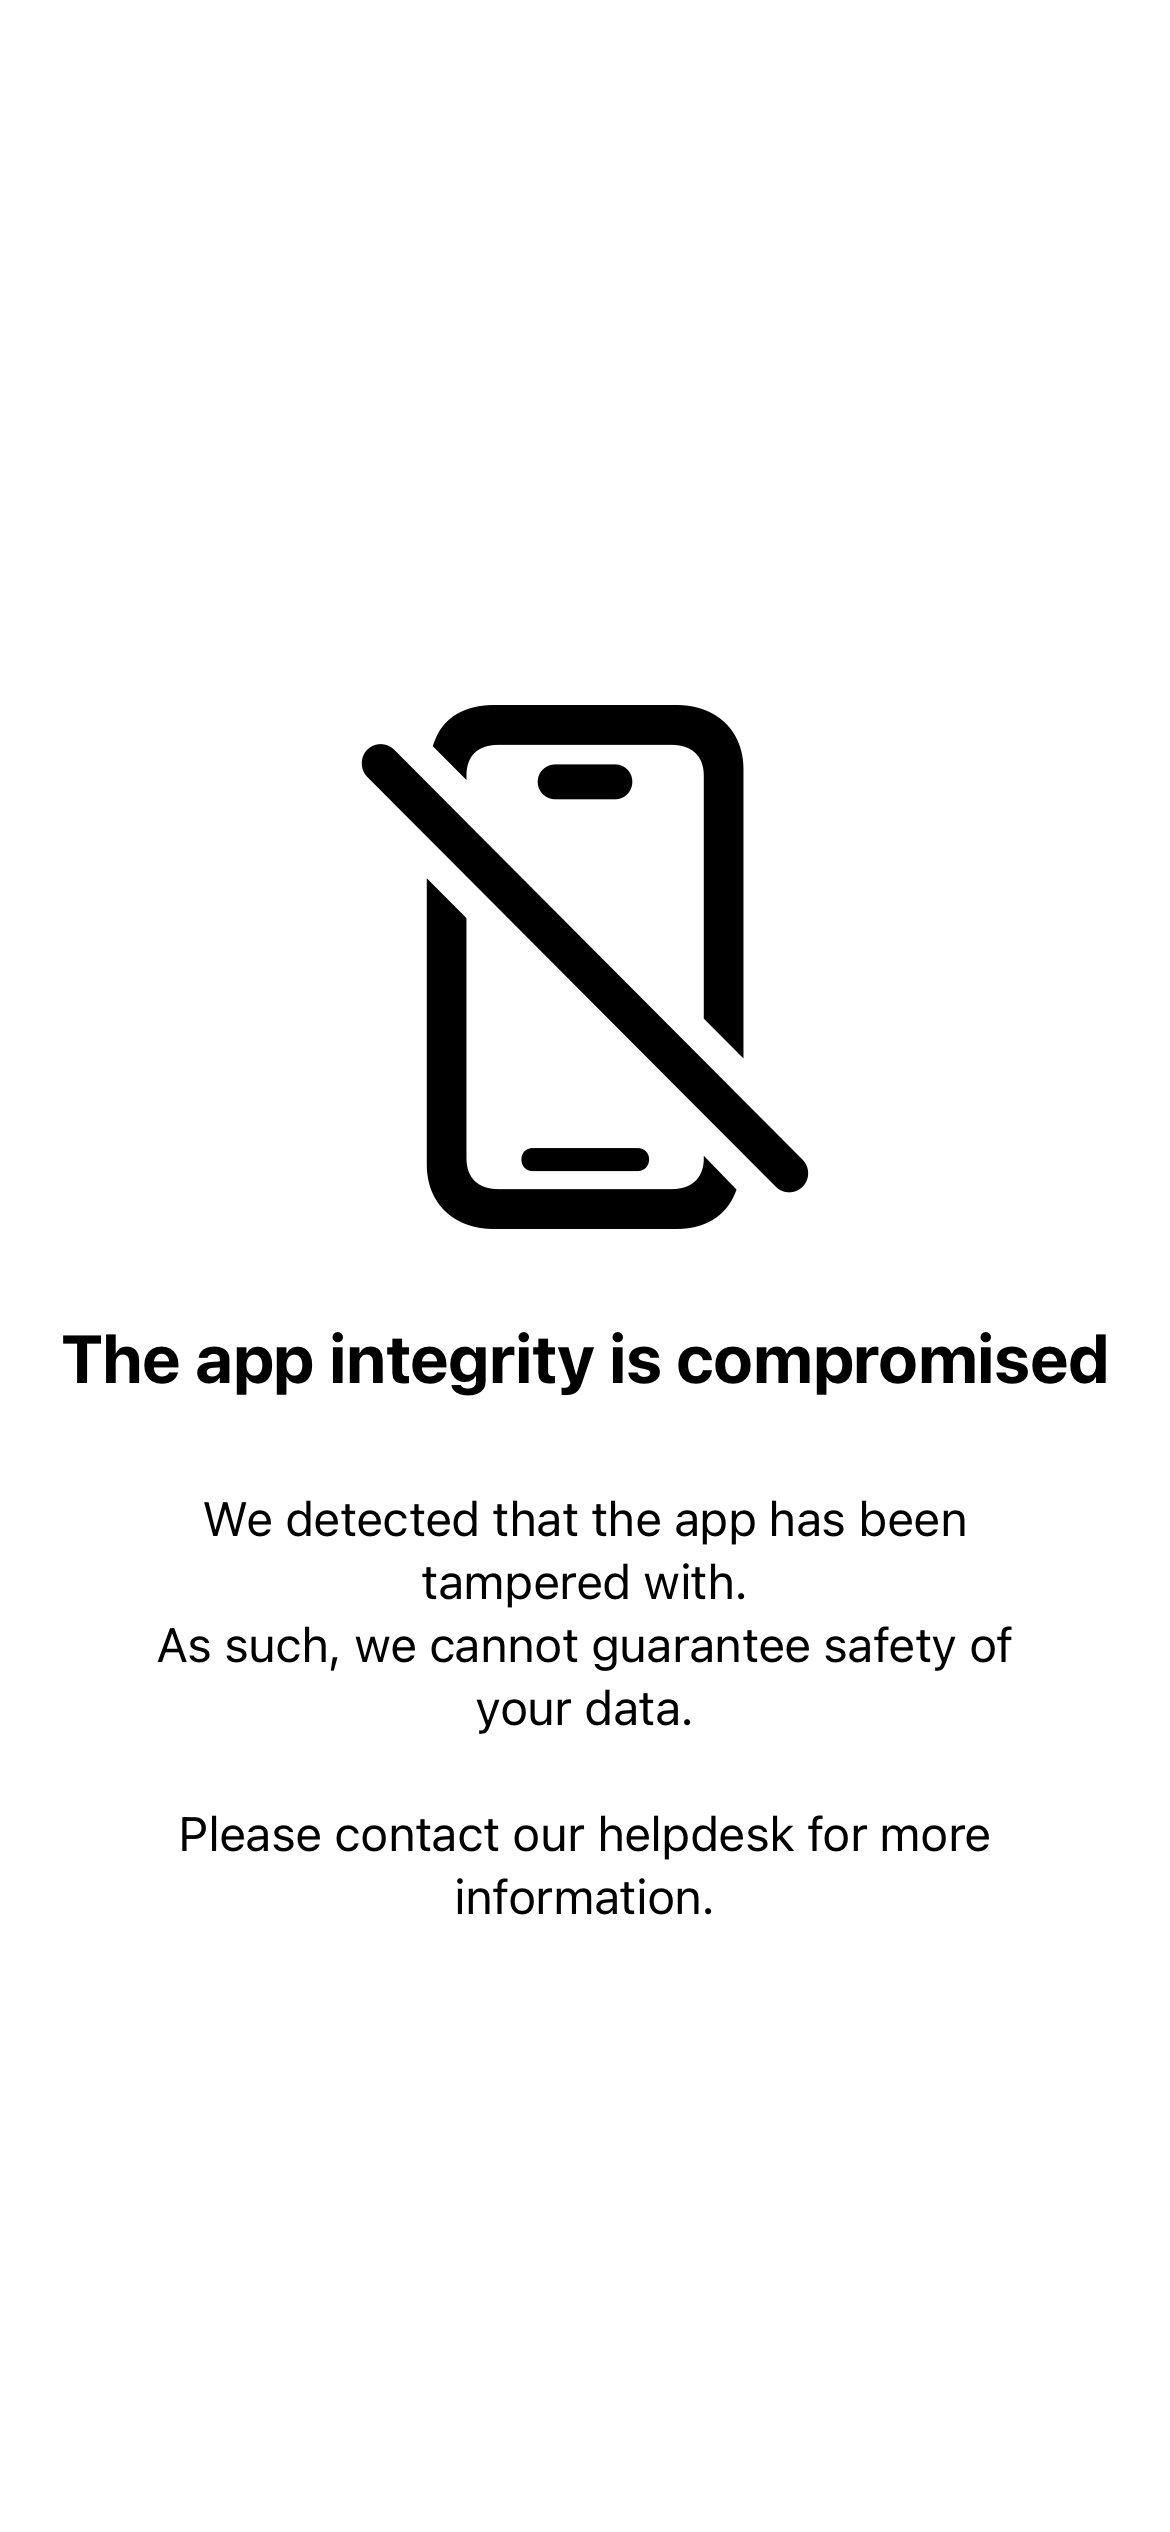 The app integrity is compromised
We detected that the app has been
tampered with.
As such, we cannot guarantee safety of
your data.
Please contact our helpdesk for more
information.